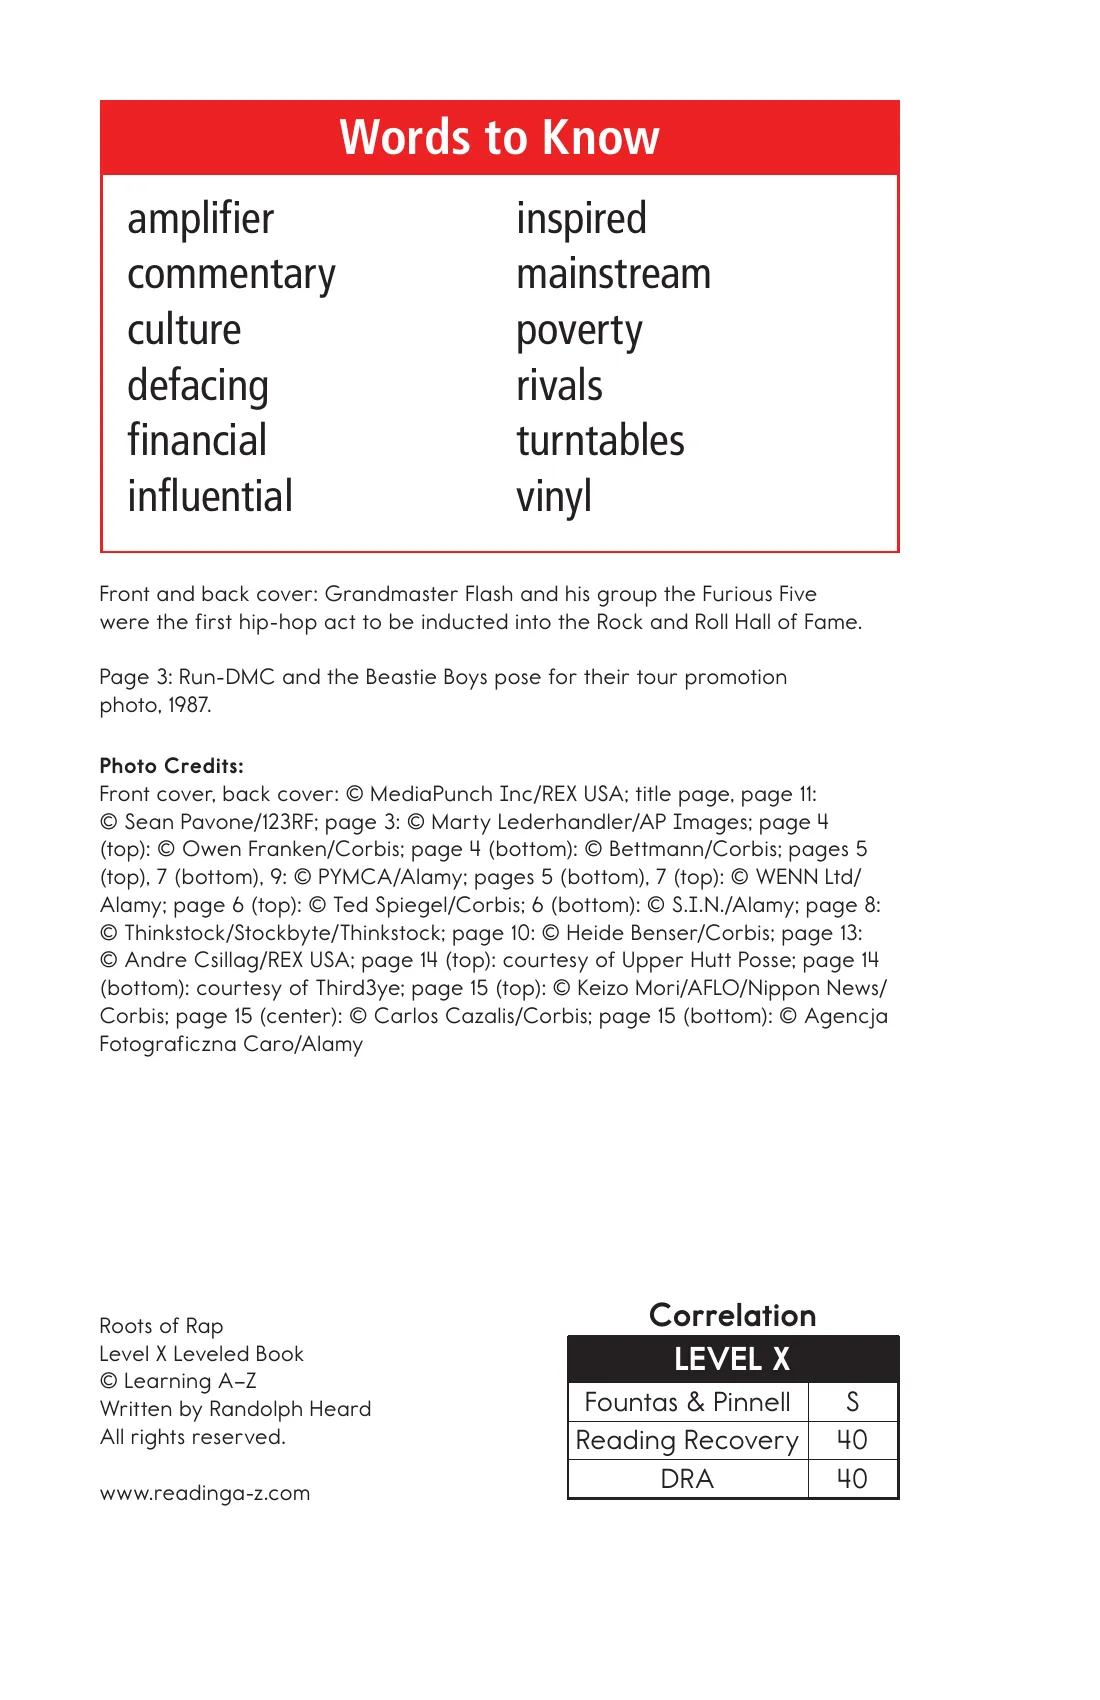 Words to Know
amplifier
commentary
culture
defacing
financial
influential
inspired
mainstream
poverty
rivals
turntables
vinyl
Front and back cover: Grandmaster Flash and his group the Furious Five
were the first hip-hop act to be inducted into the Rock and Roll Hall of Fame.
Page 3: Run-DMC and the Beastie Boys pose for their tour promotion
photo, 1987.
Photo Credits:
Front cover, back cover: © MediaPunch Inc/REX USA; title page, page 11:
© Sean Pavone/123RF; page 3: © Marty Lederhandler/AP Images; page 4
(top): © Owen Franken/Corbis; page 4 (bottom): © Bettmann/Corbis; pages 5
(top), 7 (bottom), 9: © PYMCA/Alamy; pages 5 (bottom), 7 (top): © WENN Ltd/
Alamy; page 6 (top): © Ted Spiegel/Corbis; 6 (bottom): © S.I.N./Alamy; page 8:
© Thinkstock/Stockbyte/Thinkstock; page 10: © Heide Benser/Corbis; page 13:
© Andre Csillag/REX USA; page 14 (top): courtesy of Upper Hutt Posse; page 14
(bottom): courtesy of Third3ye; page 15 (top): © Keizo Mori/AFLO/Nippon News/
Corbis; page 15 (center): © Carlos Cazalis/Corbis; page 15 (bottom): © Agencja
Fotograficzna Caro/Alamy
Roots of Rap
Level X Leveled Book
© Learning A–Z
Written by Randolph Heard
All rights reserved.
www.readinga-z.com
Correlation
LEVEL X
Fountas & Pinnell S
Reading Recovery 40
DRA 40